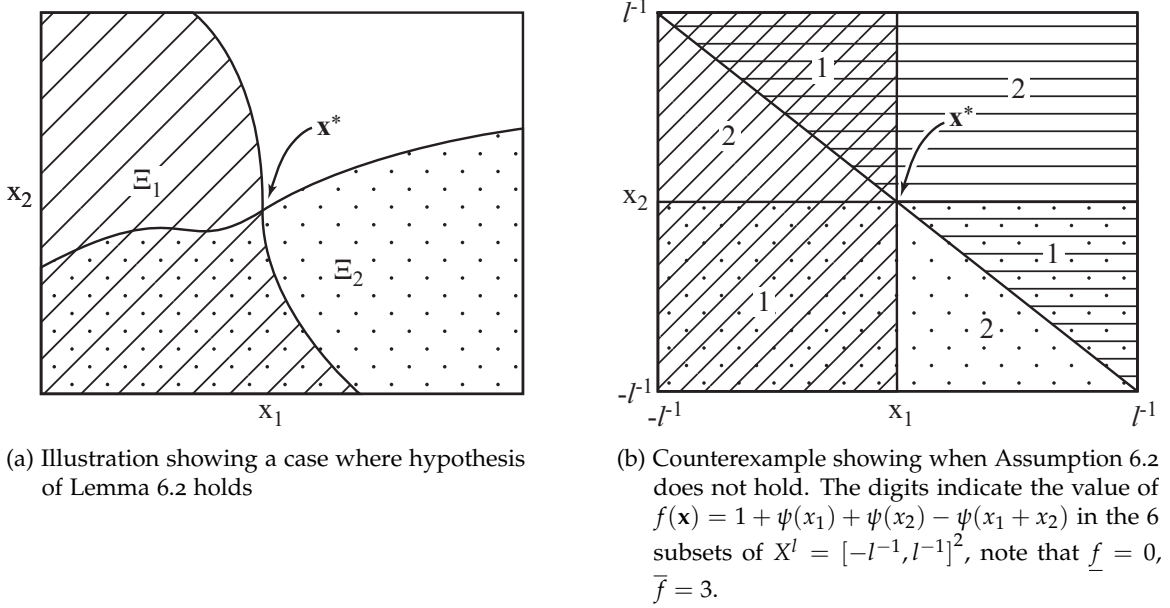 x₂
Ξ₁
x*
Ξ₂
x₁
(a) Illustration showing a case where hypothesis
of Lemma 6.2 holds
l⁻¹
1
2
2
x*
x₂
1
1
2
-l⁻¹
-l⁻¹
x₁
l⁻¹
(b) Counterexample showing when Assumption 6.2
does not hold. The digits indicate the value of
f(x) = 1 + ψ(x₁) + ψ(x₂) − ψ(x₁ + x₂) in the 6
subsets of Xˡ = [−l⁻¹, l⁻¹]², note that f̲ = 0,
f̅ = 3.